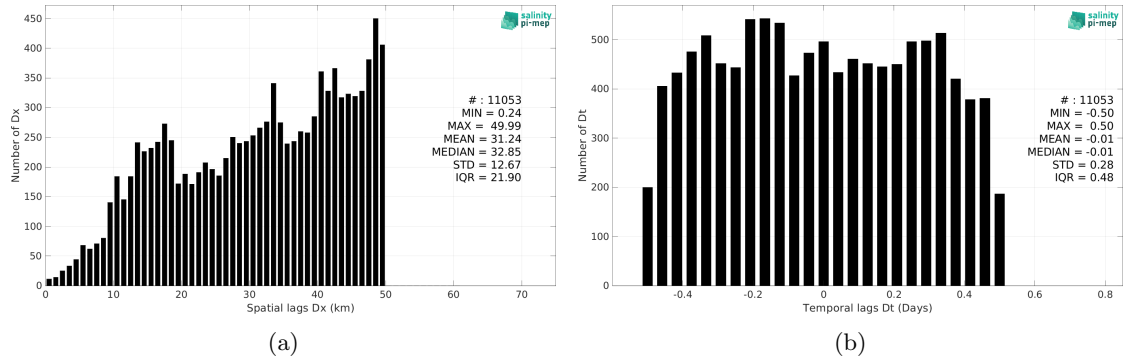 salinity
pi-mep
Number of Dx
450
400
350
300
250
200
150
100
50
0
# : 11053
MIN = 0.24
MAX = 49.99
MEAN = 31.24
MEDIAN = 32.85
STD = 12.67
IQR = 21.90
0 10 20 30 40 50 60 70
Spatial lags Dx (km)
(a)
salinity
pi-mep
Number of Dt
500
400
300
200
100
0
# : 11053
MIN = -0.50
MAX = 0.50
MEAN = -0.01
MEDIAN = -0.01
STD = 0.28
IQR = 0.48
-0.4 -0.2 0 0.2 0.4 0.6 0.8
Temporal lags Dt (Days)
(b)